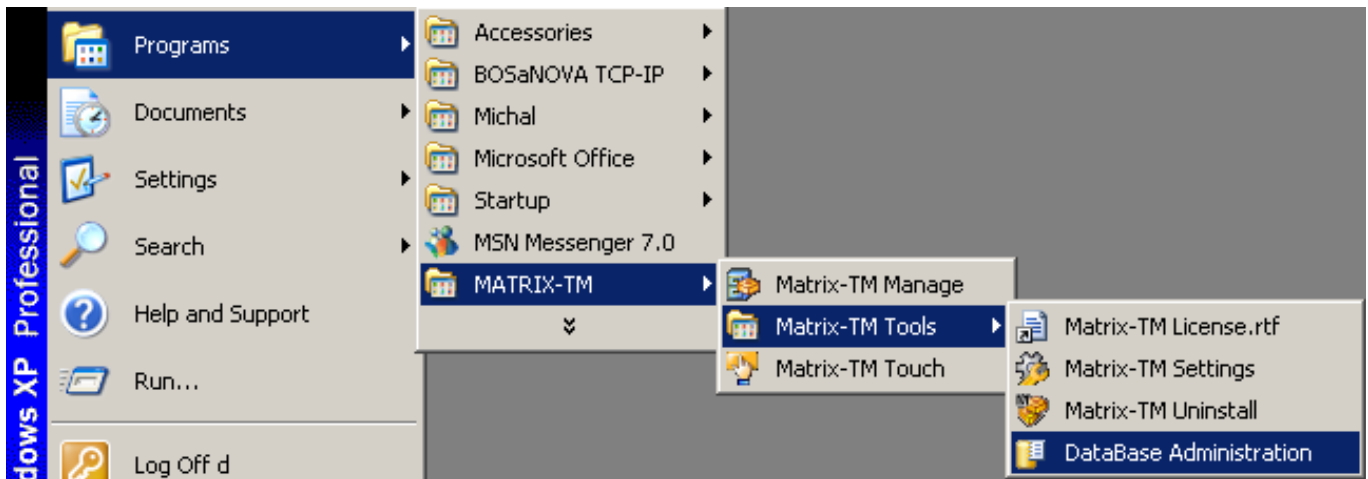 Programs
Documents
Settings
Search
Help and Support
Run...
Log Off d
dows XP Professional
Accessories
BOSaNOVA TCP-IP
Michal
Microsoft Office
Startup
MSN Messenger 7.0
MATRIX-TM
Matrix-TM Manage
Matrix-TM Tools
Matrix-TM Touch
Matrix-TM License.rtf
Matrix-TM Settings
Matrix-TM Uninstall
DataBase Administration